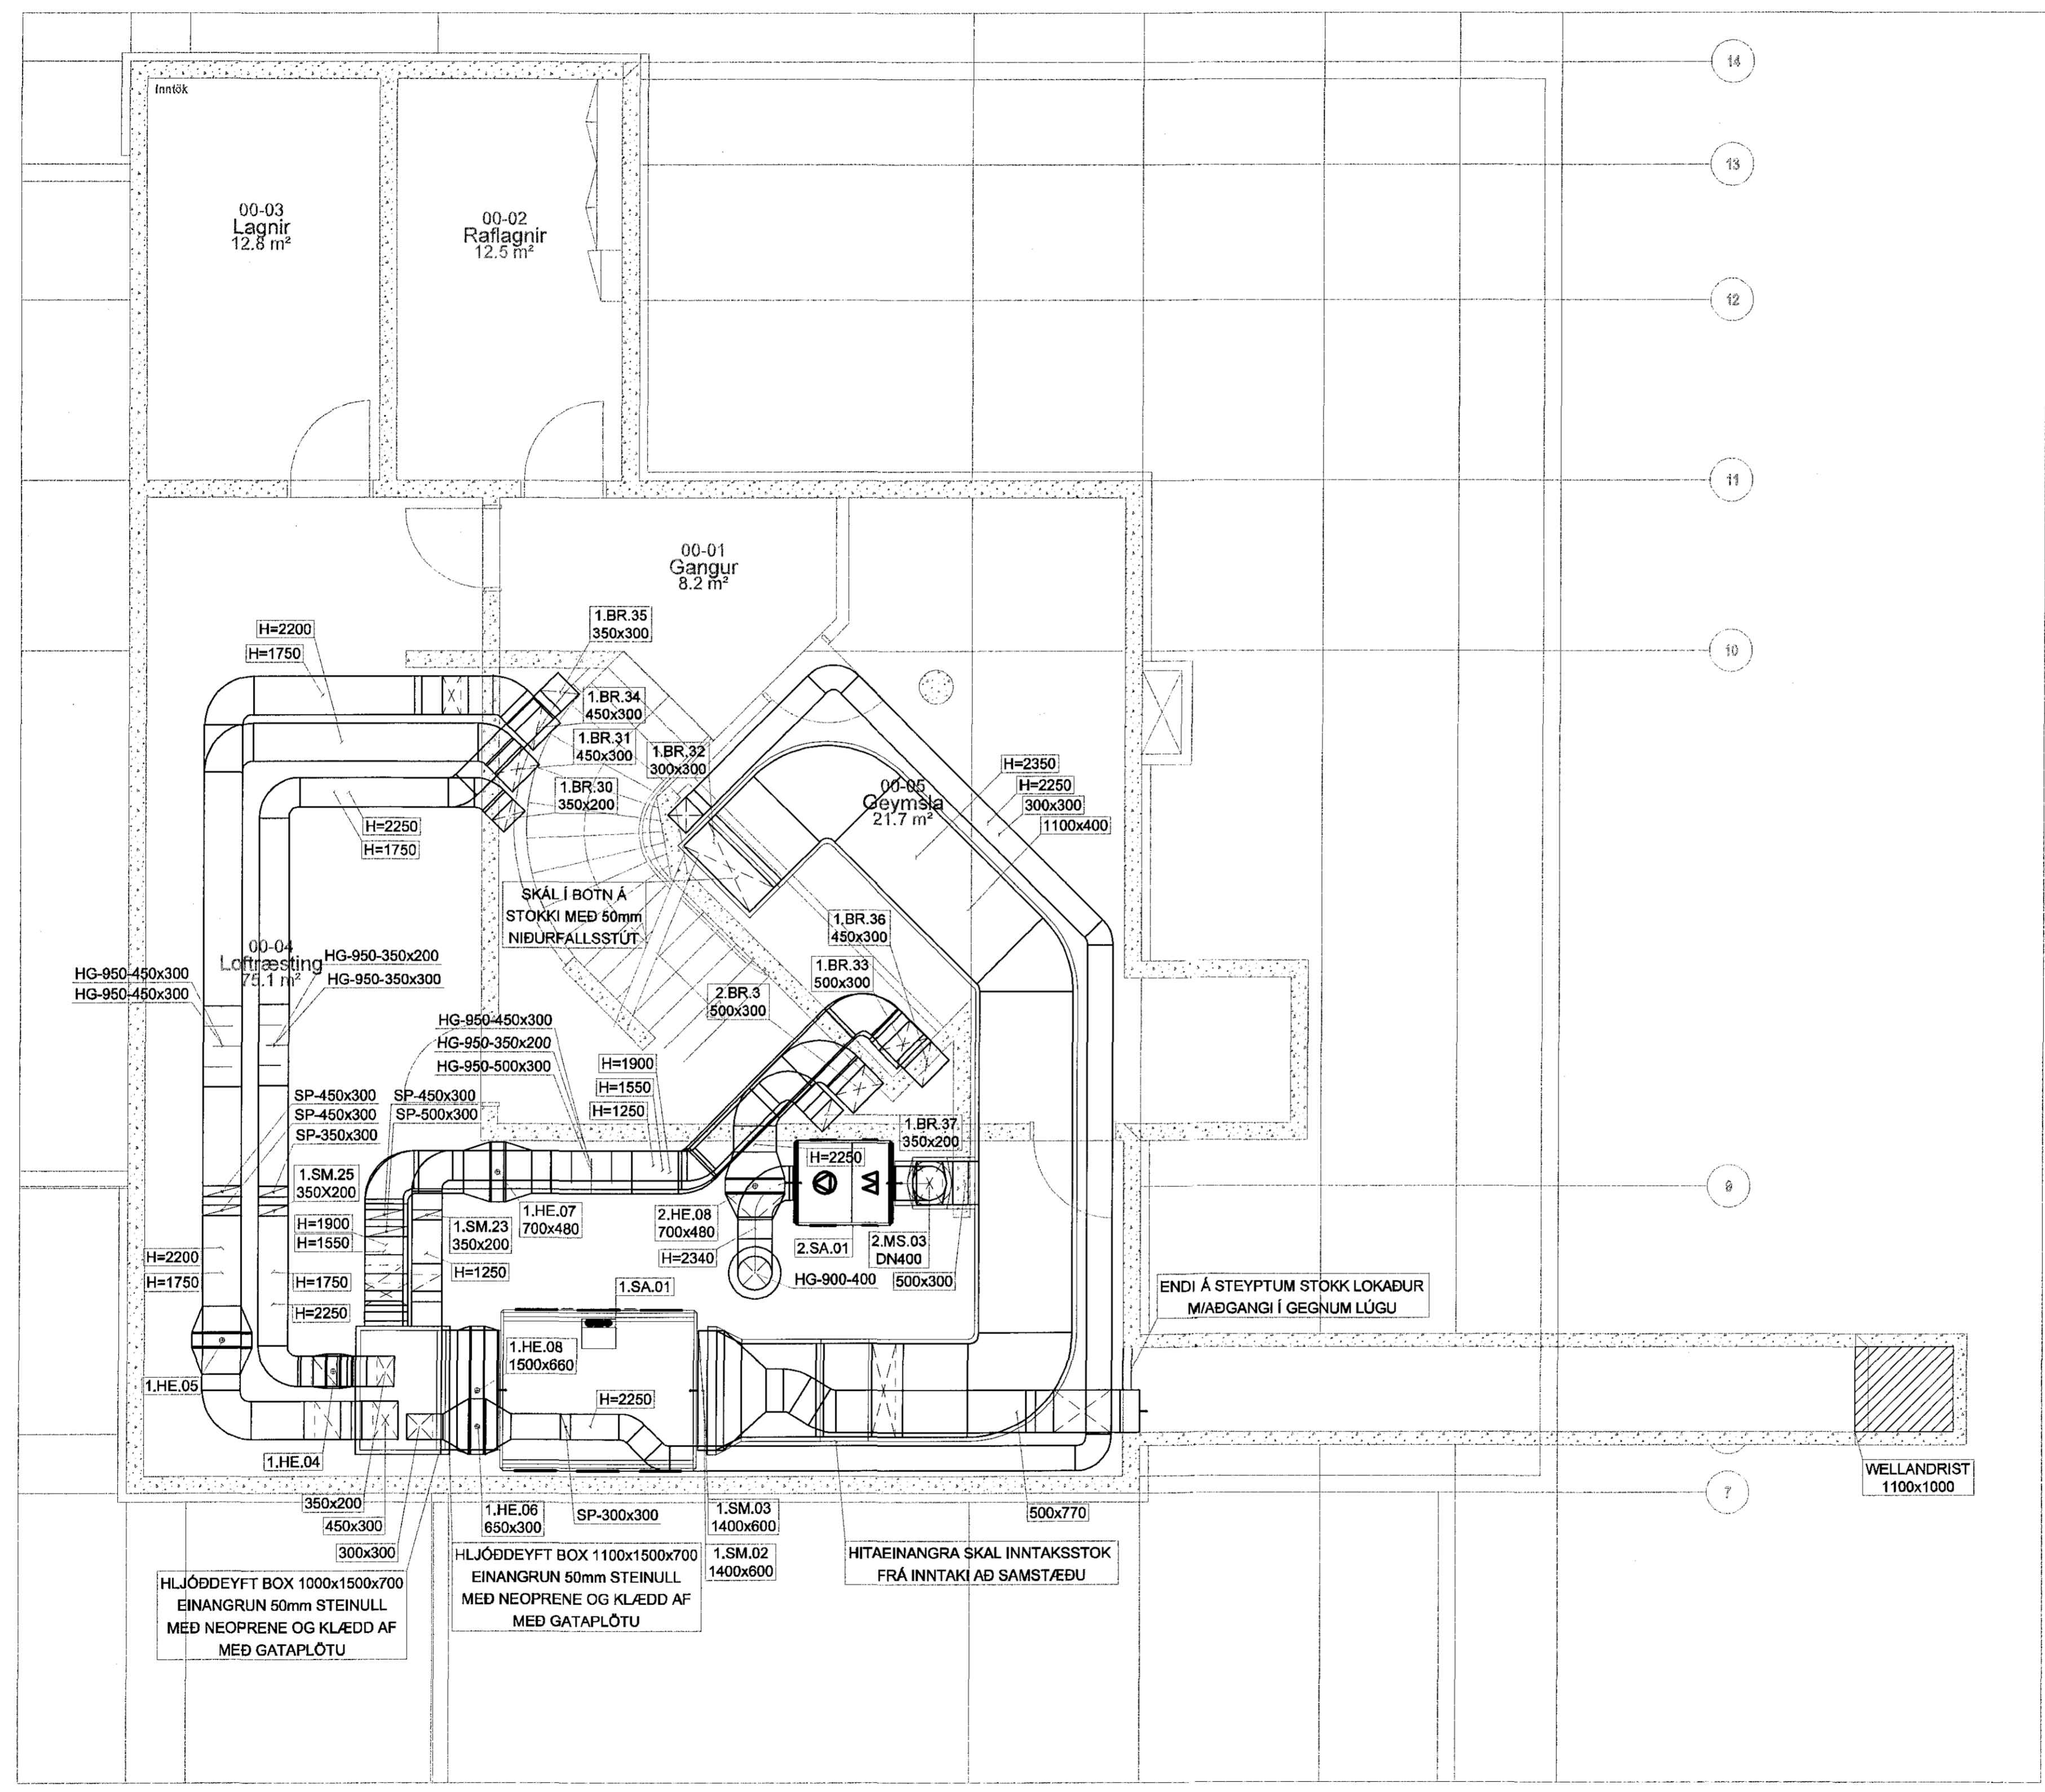 Inntök
14
13
12
11
10
9
7
00-03
Lagnir
12.8 m²
00-02
Raflagnir
12.5 m²
00-01
Gangur
8.2 m²
1.BR.35
350x300
H=2200
H=1750
1.BR.34
450x300
1.BR.31
450x300
1.BR.32
300x300
1.BR.30
350x200
H=2250
H=1750
00-05
Geymsla
21.7 m²
H=2350
H=2250
300x300
1100x400
SKÁL Í BOTN Á
STOKKI MEÐ 50mm
NIÐURFALLSSTÚT
1.BR.36
450x300
1.BR.33
500x300
2.BR.3
500x300
00-04
Loftræsting
75.1 m²
HG-950-350x200
HG-950-350x300
HG-950-450x300
HG-950-450x300
HG-950-450x300
HG-950-350x200
HG-950-500x300
H=1900
H=1550
H=1250
SP-450x300
SP-450x300
SP-350x300
SP-450x300
SP-500x300
1.BR.37
350x200
H=2250
1.SM.25
350X200
H=1900
H=1550
1.SM.23
350x200
H=1250
1.HE.07
700x480
2.HE.08
700x480
H=2340
2.SA.01
2.MS.03
DN400
HG-900-400
500x300
H=2200
H=1750
H=1750
H=2250
1.SA.01
ENDI Á STEYPTUM STOKK LOKAÐUR
M/AÐGANGI Í GEGNUM LÚGU
1.HE.08
1500x660
1.HE.05
H=2250
1.HE.04
350x200
450x300
300x300
1.HE.06
650x300
SP-300x300
1.SM.03
1400x600
1.SM.02
1400x600
500x770
WELLANDRIST
1100x1000
HITAEINANGRA SKAL INNTAKSSTOK
FRÁ INNTAKI AÐ SAMSTÆÐU
HLJÓÐDEYFT BOX 1100x1500x700
EINANGRUN 50mm STEINULL
MEÐ NEOPRENE OG KLÆDD AF
MEÐ GATAPLÖTU
HLJÓÐDEYFT BOX 1000x1500x700
EINANGRUN 50mm STEINULL
MEÐ NEOPRENE OG KLÆDD AF
MEÐ GATAPLÖTU